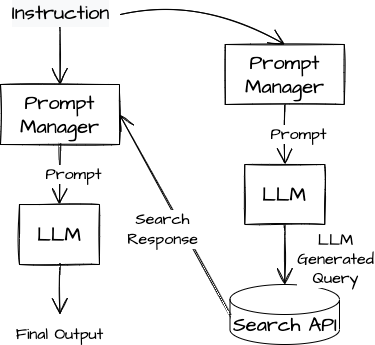 Instruction
Prompt
Manager
Prompt
Manager
Prompt
Prompt
LLM
LLM
Search
Response
LLM
Generated
Query
Search API
Final Output